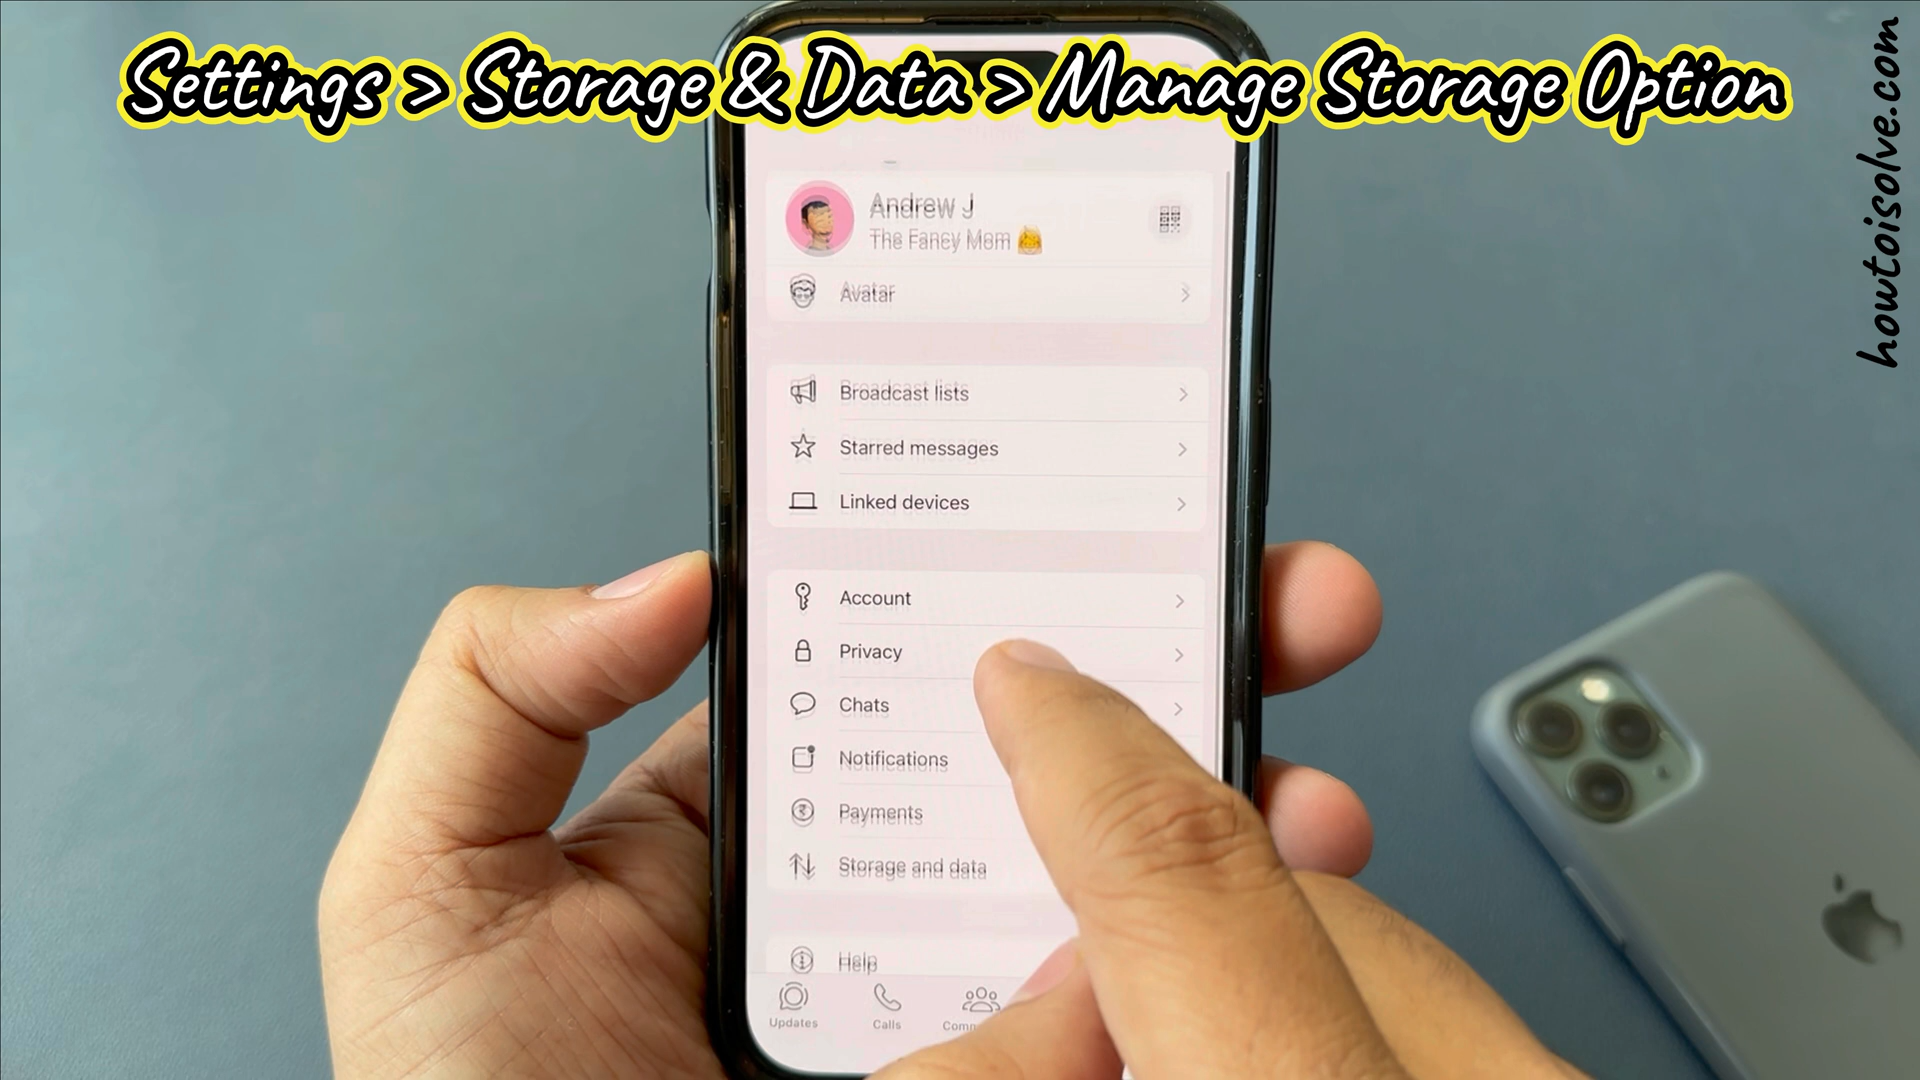 Settings > Storage & Data > Manage Storage Option
howtoisolve.com
Andrew J
The Fancy Mom
Avatar
Broadcast lists
Starred messages
Linked devices
Account
Privacy
Chats
Notifications
Payments
Storage and data
Help
Updates
Calls